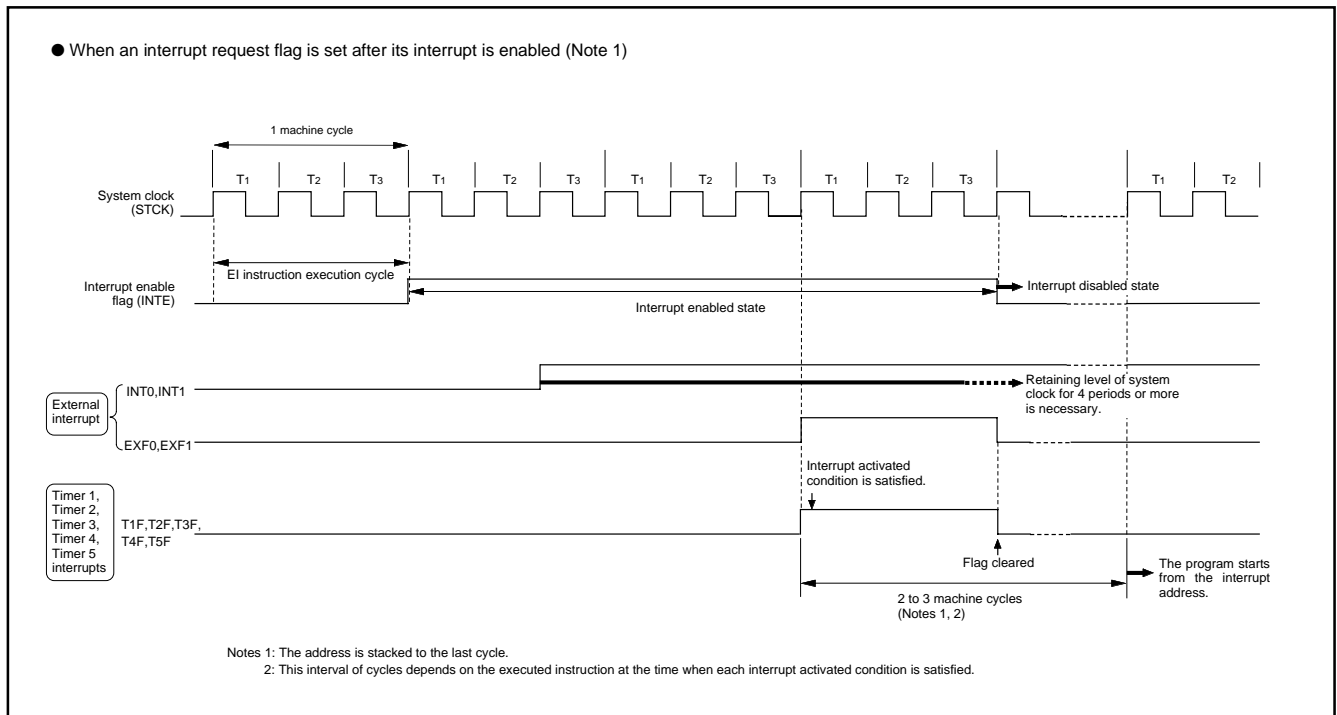 ● When an interrupt request flag is set after its interrupt is enabled (Note 1)
1 machine cycle
T1 T2 T3 T1 T2 T3 T1 T2 T3 T1 T2 T3 T1 T2
System clock
(STCK)
EI instruction execution cycle
Interrupt enable
flag (INTE)
Interrupt enabled state
Interrupt disabled state
INT0,INT1
Retaining level of system
clock for 4 periods or more
is necessary.
External
interrupt
EXF0,EXF1
Interrupt activated
condition is satisfied.
Timer 1,
Timer 2,
Timer 3,
Timer 4,
Timer 5
interrupts
T1F,T2F,T3F,
T4F,T5F
Flag cleared
The program starts
from the interrupt
address.
2 to 3 machine cycles
(Notes 1, 2)
Notes 1: The address is stacked to the last cycle.
2: This interval of cycles depends on the executed instruction at the time when each interrupt activated condition is satisfied.